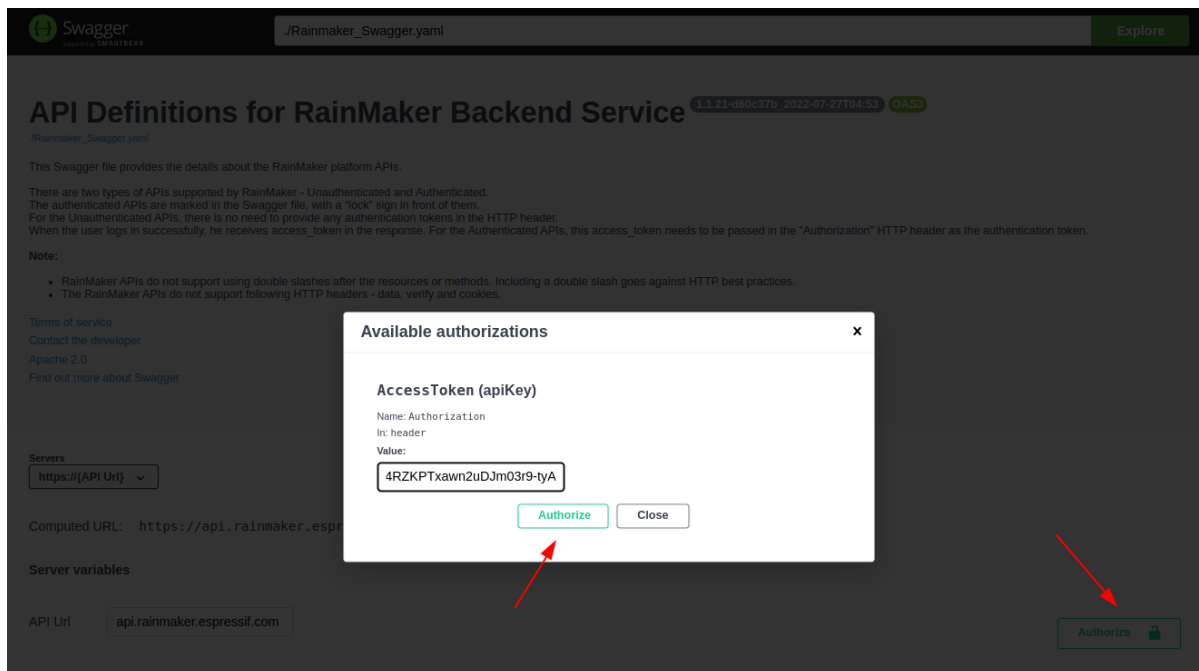 Swagger
Supported by SMARTBEAR
./Rainmaker_Swagger.yaml
Explore
API Definitions for RainMaker Backend Service
1.1.21-d60c37b_2022-07-27T04:53
OAS3
./Rainmaker_Swagger.yaml
This Swagger file provides the details about the RainMaker platform APIs.
There are two types of APIs supported by RainMaker - Unauthenticated and Authenticated.
The authenticated APIs are marked in the Swagger file, with a "lock" sign in front of them.
For the Unauthenticated APIs, there is no need to provide any authentication tokens in the HTTP header.
When the user logs in successfully, he receives access_token in the response. For the Authenticated APIs, this access_token needs to be passed in the "Authorization" HTTP header as the authentication token.
Note:
• RainMaker APIs do not support using double slashes after the resources or methods. Including a double slash goes against HTTP best practices.
• The RainMaker APIs do not support following HTTP headers - data, verify and cookies.
Terms of service
Contact the developer
Apache 2.0
Find out more about Swagger
Available authorizations
×
AccessToken (apiKey)
Name: Authorization
In: header
Value:
4RZKPTxawn2uDJm03r9-tyA
Authorize
Close
Servers
https://{API Url}
Computed URL: https://api.rainmaker.espr
Server variables
API Url
api.rainmaker.espressif.com
Authorize